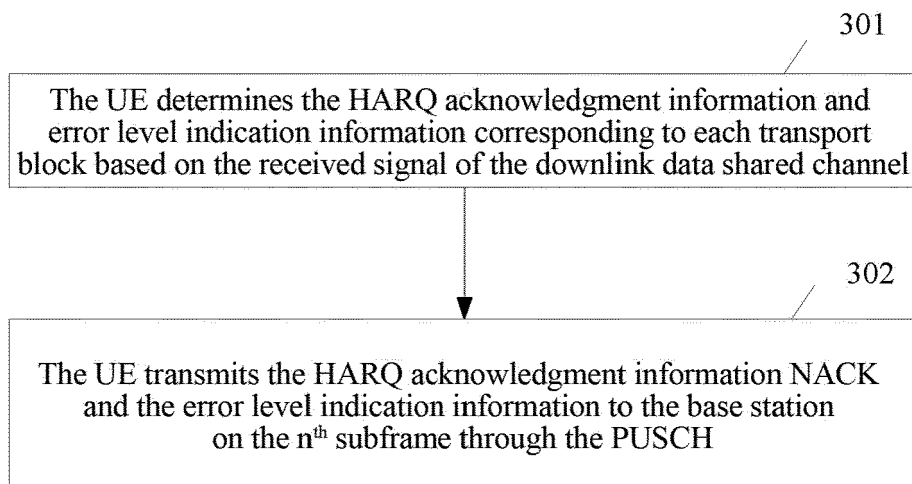 301
The UE determines the HARQ acknowledgment information and
error level indication information corresponding to each transport
block based on the received signal of the downlink data shared channel
302
The UE transmits the HARQ acknowledgment information NACK
and the error level indication information to the base station
on the nth subframe through the PUSCH